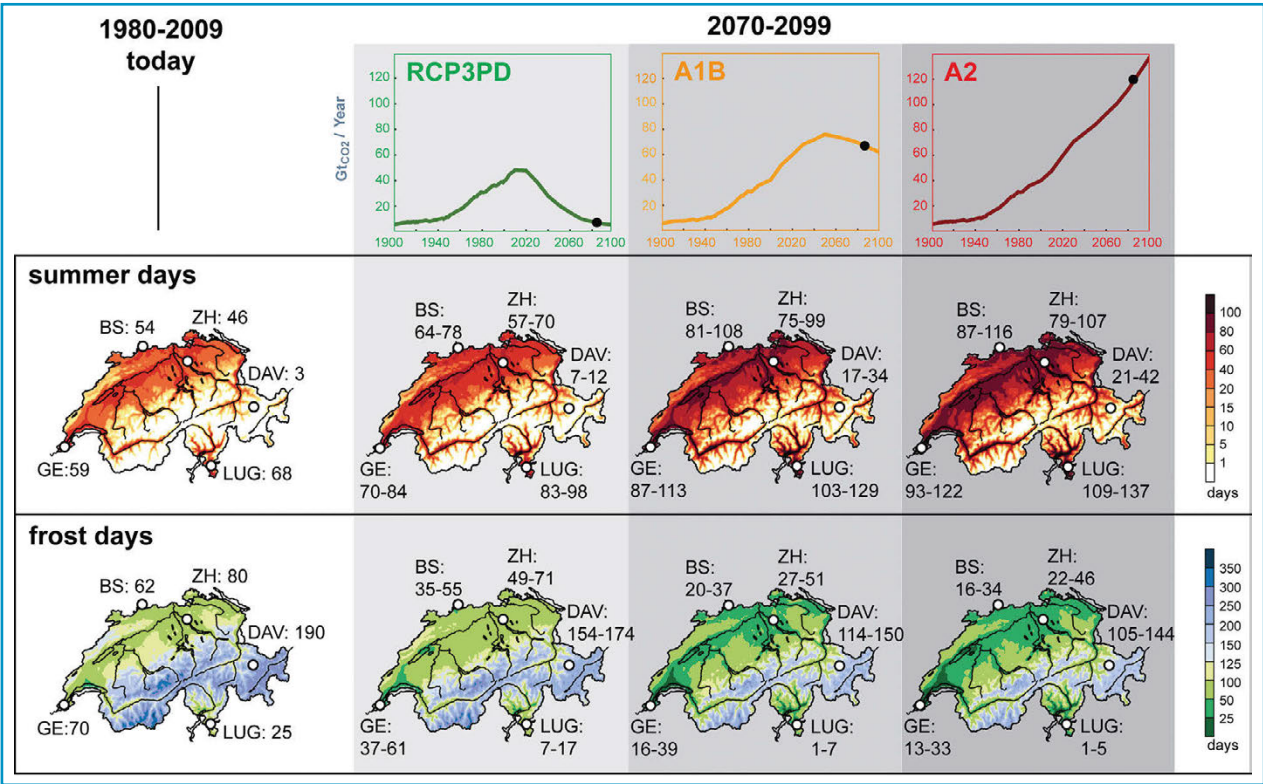 1980-2009
today
2070-2099
RCP3PD
A1B
A2
Gt CO2 / Year
120
100
80
60
40
20
1900
1940
1980
2020
2060
2100
120
100
80
60
40
20
1900
1940
1980
2020
2060
2100
120
100
80
60
40
20
1900
1940
1980
2020
2060
2100
summer days
BS: 54
ZH: 46
DAV: 3
GE:59
LUG: 68
BS:
64-78
ZH:
57-70
DAV:
7-12
GE:
70-84
LUG:
83-98
BS:
81-108
ZH:
75-99
DAV:
17-34
GE:
87-113
LUG:
103-129
BS:
87-116
ZH:
79-107
DAV:
21-42
GE:
93-122
LUG:
109-137
100
80
60
40
20
15
10
5
1
days
frost days
BS: 62
ZH: 80
DAV: 190
GE:70
LUG: 25
BS:
35-55
ZH:
49-71
DAV:
154-174
GE:
37-61
LUG:
7-17
BS:
20-37
ZH:
27-51
DAV:
114-150
GE:
16-39
LUG:
1-7
BS:
16-34
ZH:
22-46
DAV:
105-144
GE:
13-33
LUG:
1-5
350
300
250
200
150
125
100
50
25
days